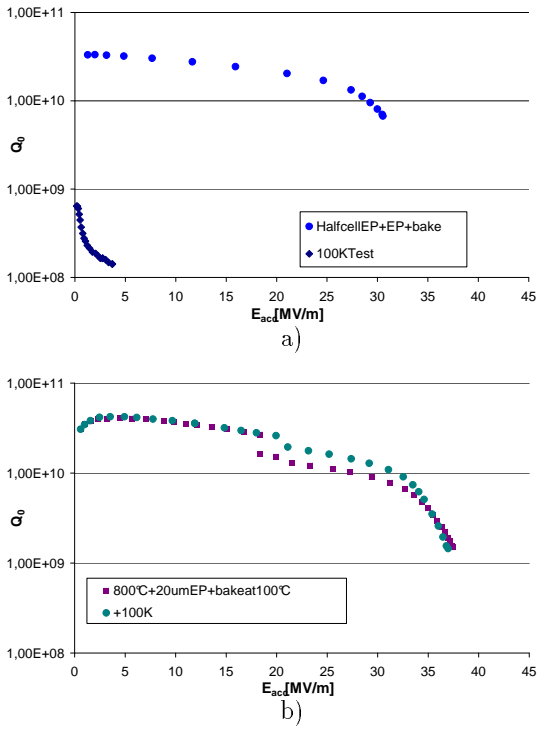 1,00E+11
1,00E+10
1,00E+09
1,00E+08
Q0
HalfcellEP+EP+bake
100KTest
0 5 10 15 20 25 30 35 40 45
Eacc[MV/m]
a)
1,00E+11
1,00E+10
1,00E+09
1,00E+08
Q0
800°C+20umEP+bakeat100°C
+100K
0 5 10 15 20 25 30 35 40 45
Eacc[MV/m]
b)